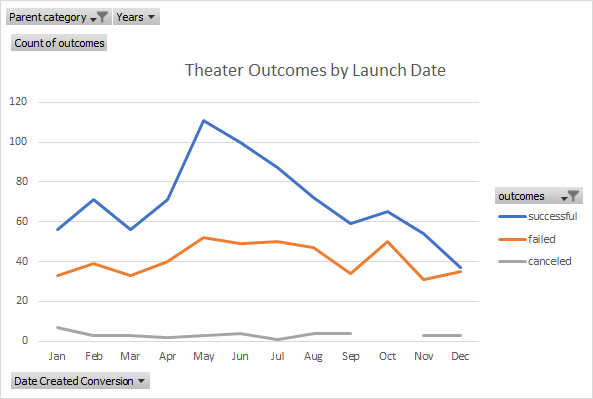 Parent category Years
Count of outcomes
Theater Outcomes by Launch Date
120
100
80
60
40
20
0
Jan Feb Mar Apr May Jun Jul Aug Sep Oct Nov Dec
outcomes
successful
failed
canceled
Date Created Conversion